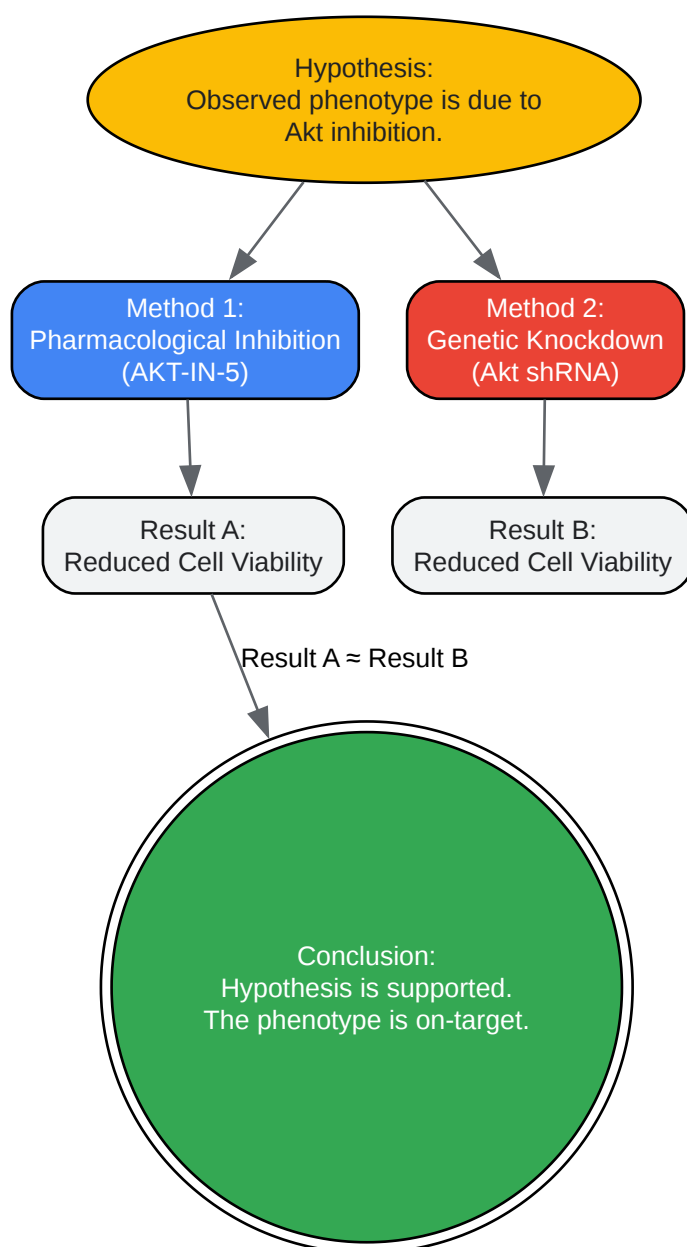 Hypothesis:
Observed phenotype is due to
Akt inhibition.
Method 1:
Pharmacological Inhibition
(AKT-IN-5)
Method 2:
Genetic Knockdown
(Akt shRNA)
Result A:
Reduced Cell Viability
Result B:
Reduced Cell Viability
Result A ≈ Result B
Conclusion:
Hypothesis is supported.
The phenotype is on-target.